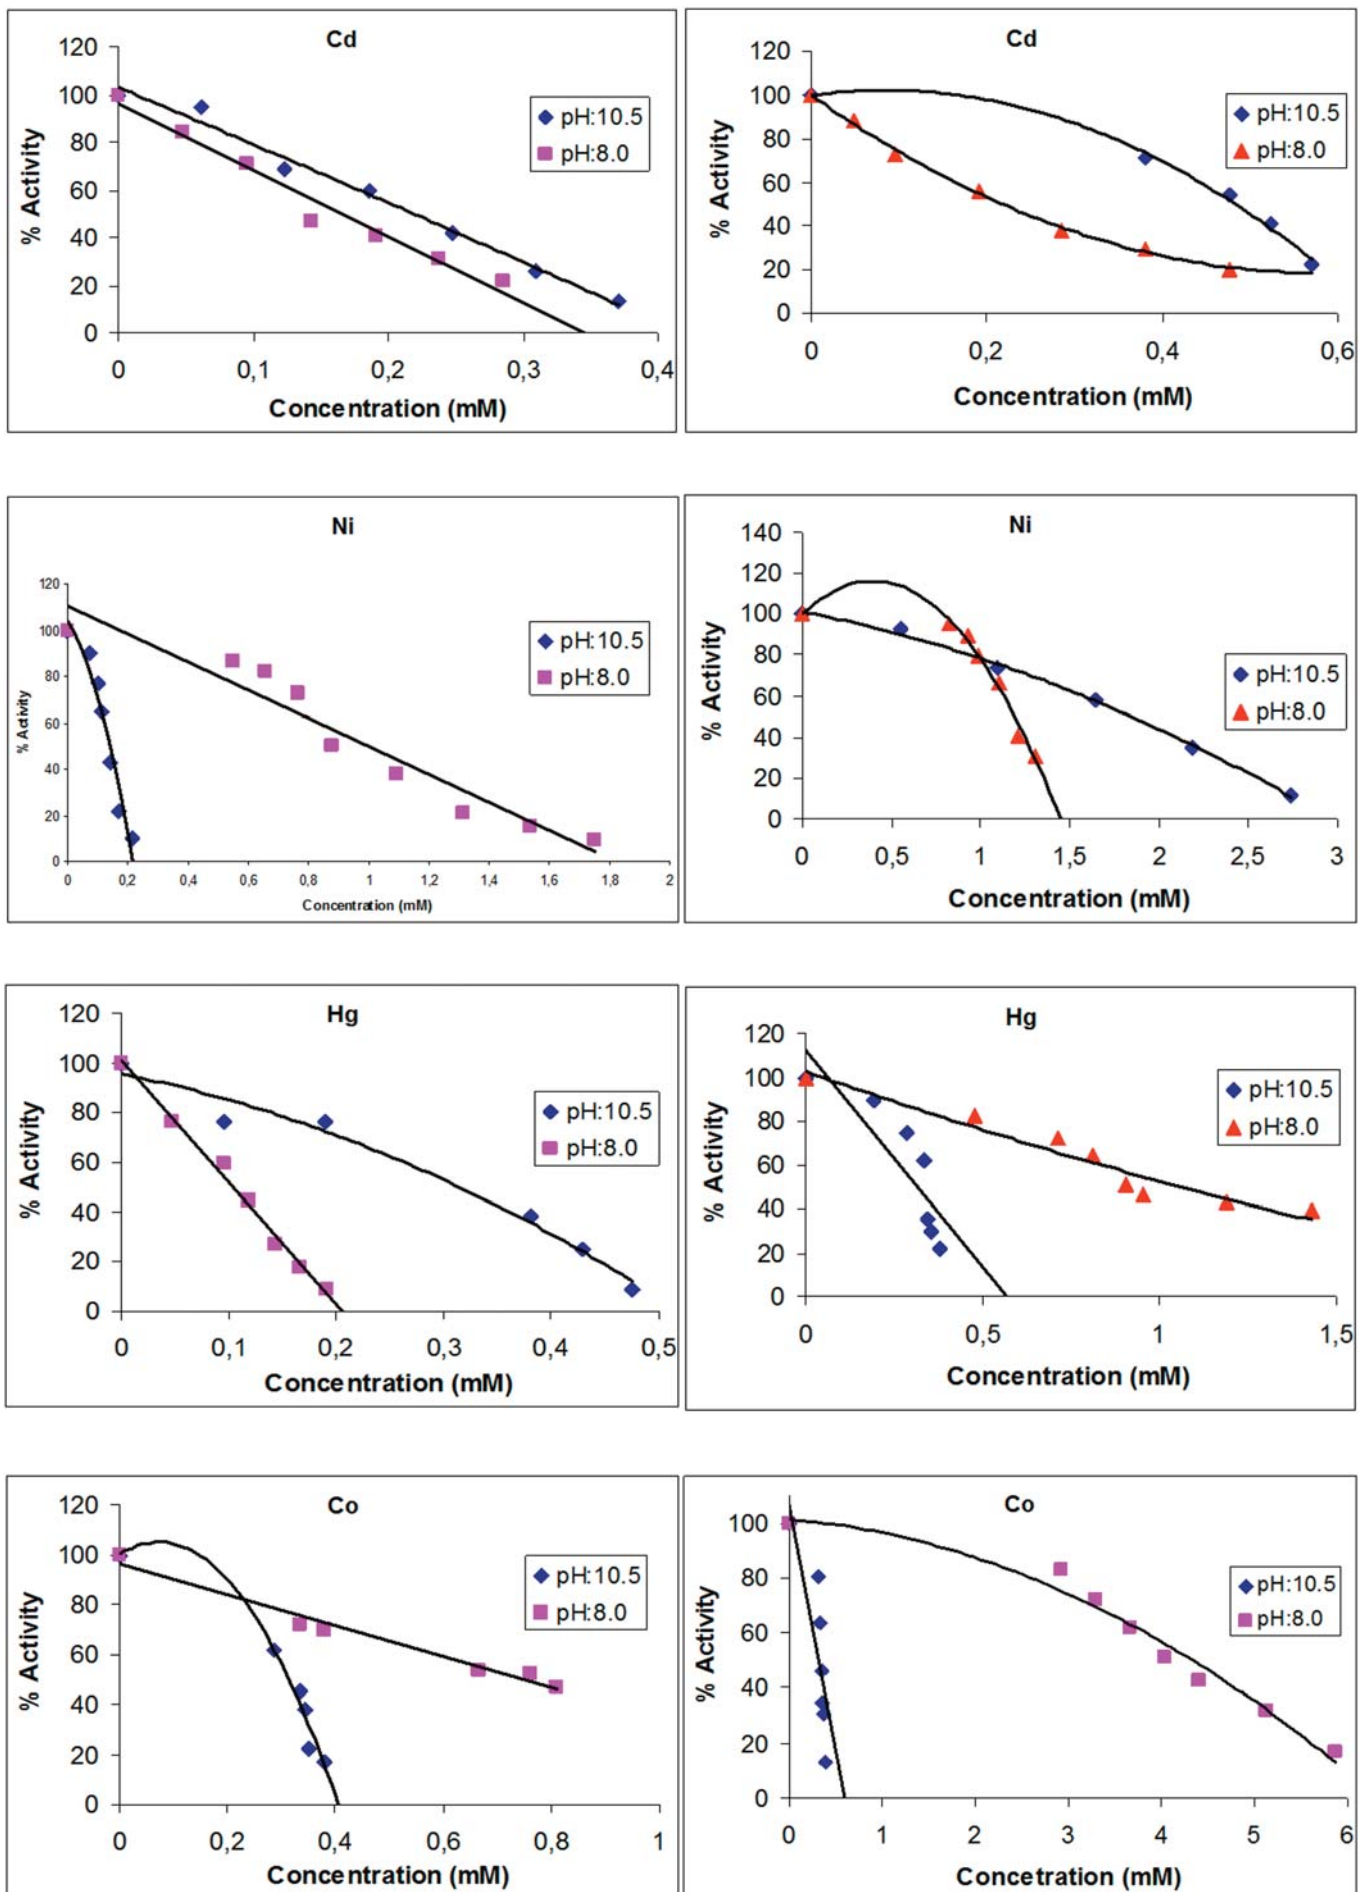 Cd
120
100
80
60
40
20
0
% Activity
pH:10.5
pH:8.0
0 0,1 0,2 0,3 0,4
Concentration (mM)
Cd
120
100
80
60
40
20
0
% Activity
pH:10.5
pH:8.0
0 0,2 0,4 0,6
Concentration (mM)
Ni
120
100
80
60
40
20
0
% Activity
pH:10.5
pH:8.0
0 0,2 0,4 0,6 0,8 1 1,2 1,4 1,6 1,8 2
Concentration (mM)
Ni
140
120
100
80
60
40
20
0
% Activity
pH:10.5
pH:8.0
0 0,5 1 1,5 2 2,5 3
Concentration (mM)
Hg
120
100
80
60
40
20
0
% Activity
pH:10.5
pH:8.0
0 0,1 0,2 0,3 0,4 0,5
Concentration (mM)
Hg
120
100
80
60
40
20
0
% Activity
pH:10.5
pH:8.0
0 0,5 1 1,5
Concentration (mM)
Co
120
100
80
60
40
20
0
% Activity
pH:10.5
pH:8.0
0 0,2 0,4 0,6 0,8 1
Concentration (mM)
Co
100
80
60
40
20
0
% Activity
pH:10.5
pH:8.0
0 1 2 3 4 5 6
Concetration (mM)